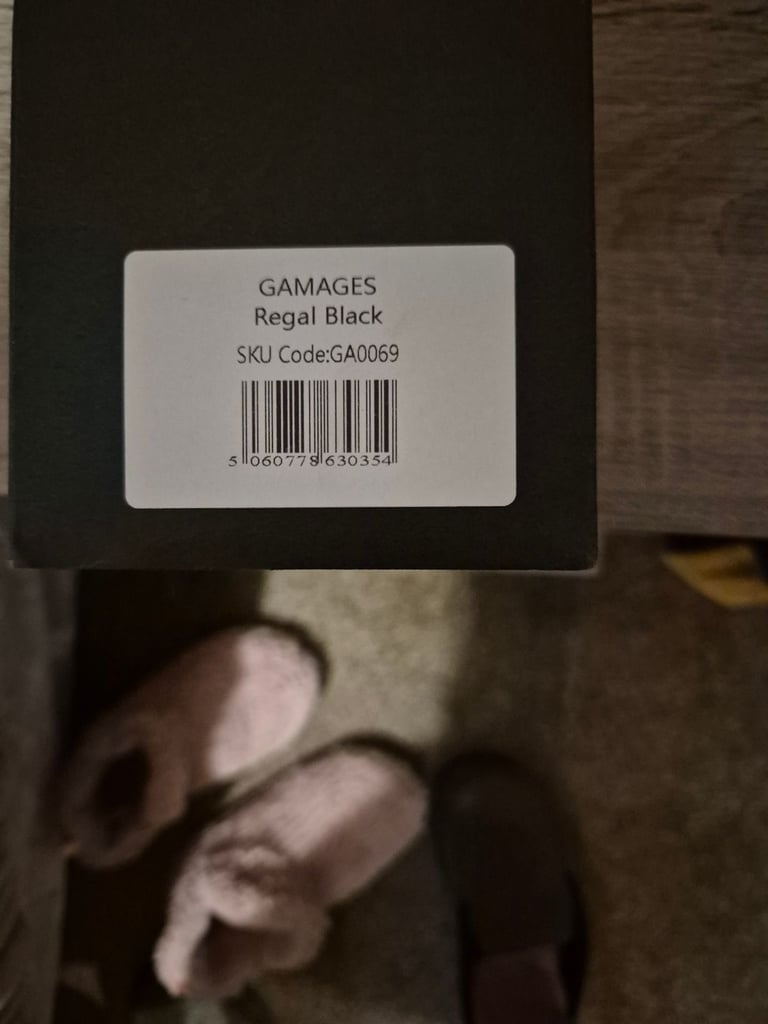 GAMAGES
Regal Black
SKU Code:GA0069
5 060778 630354